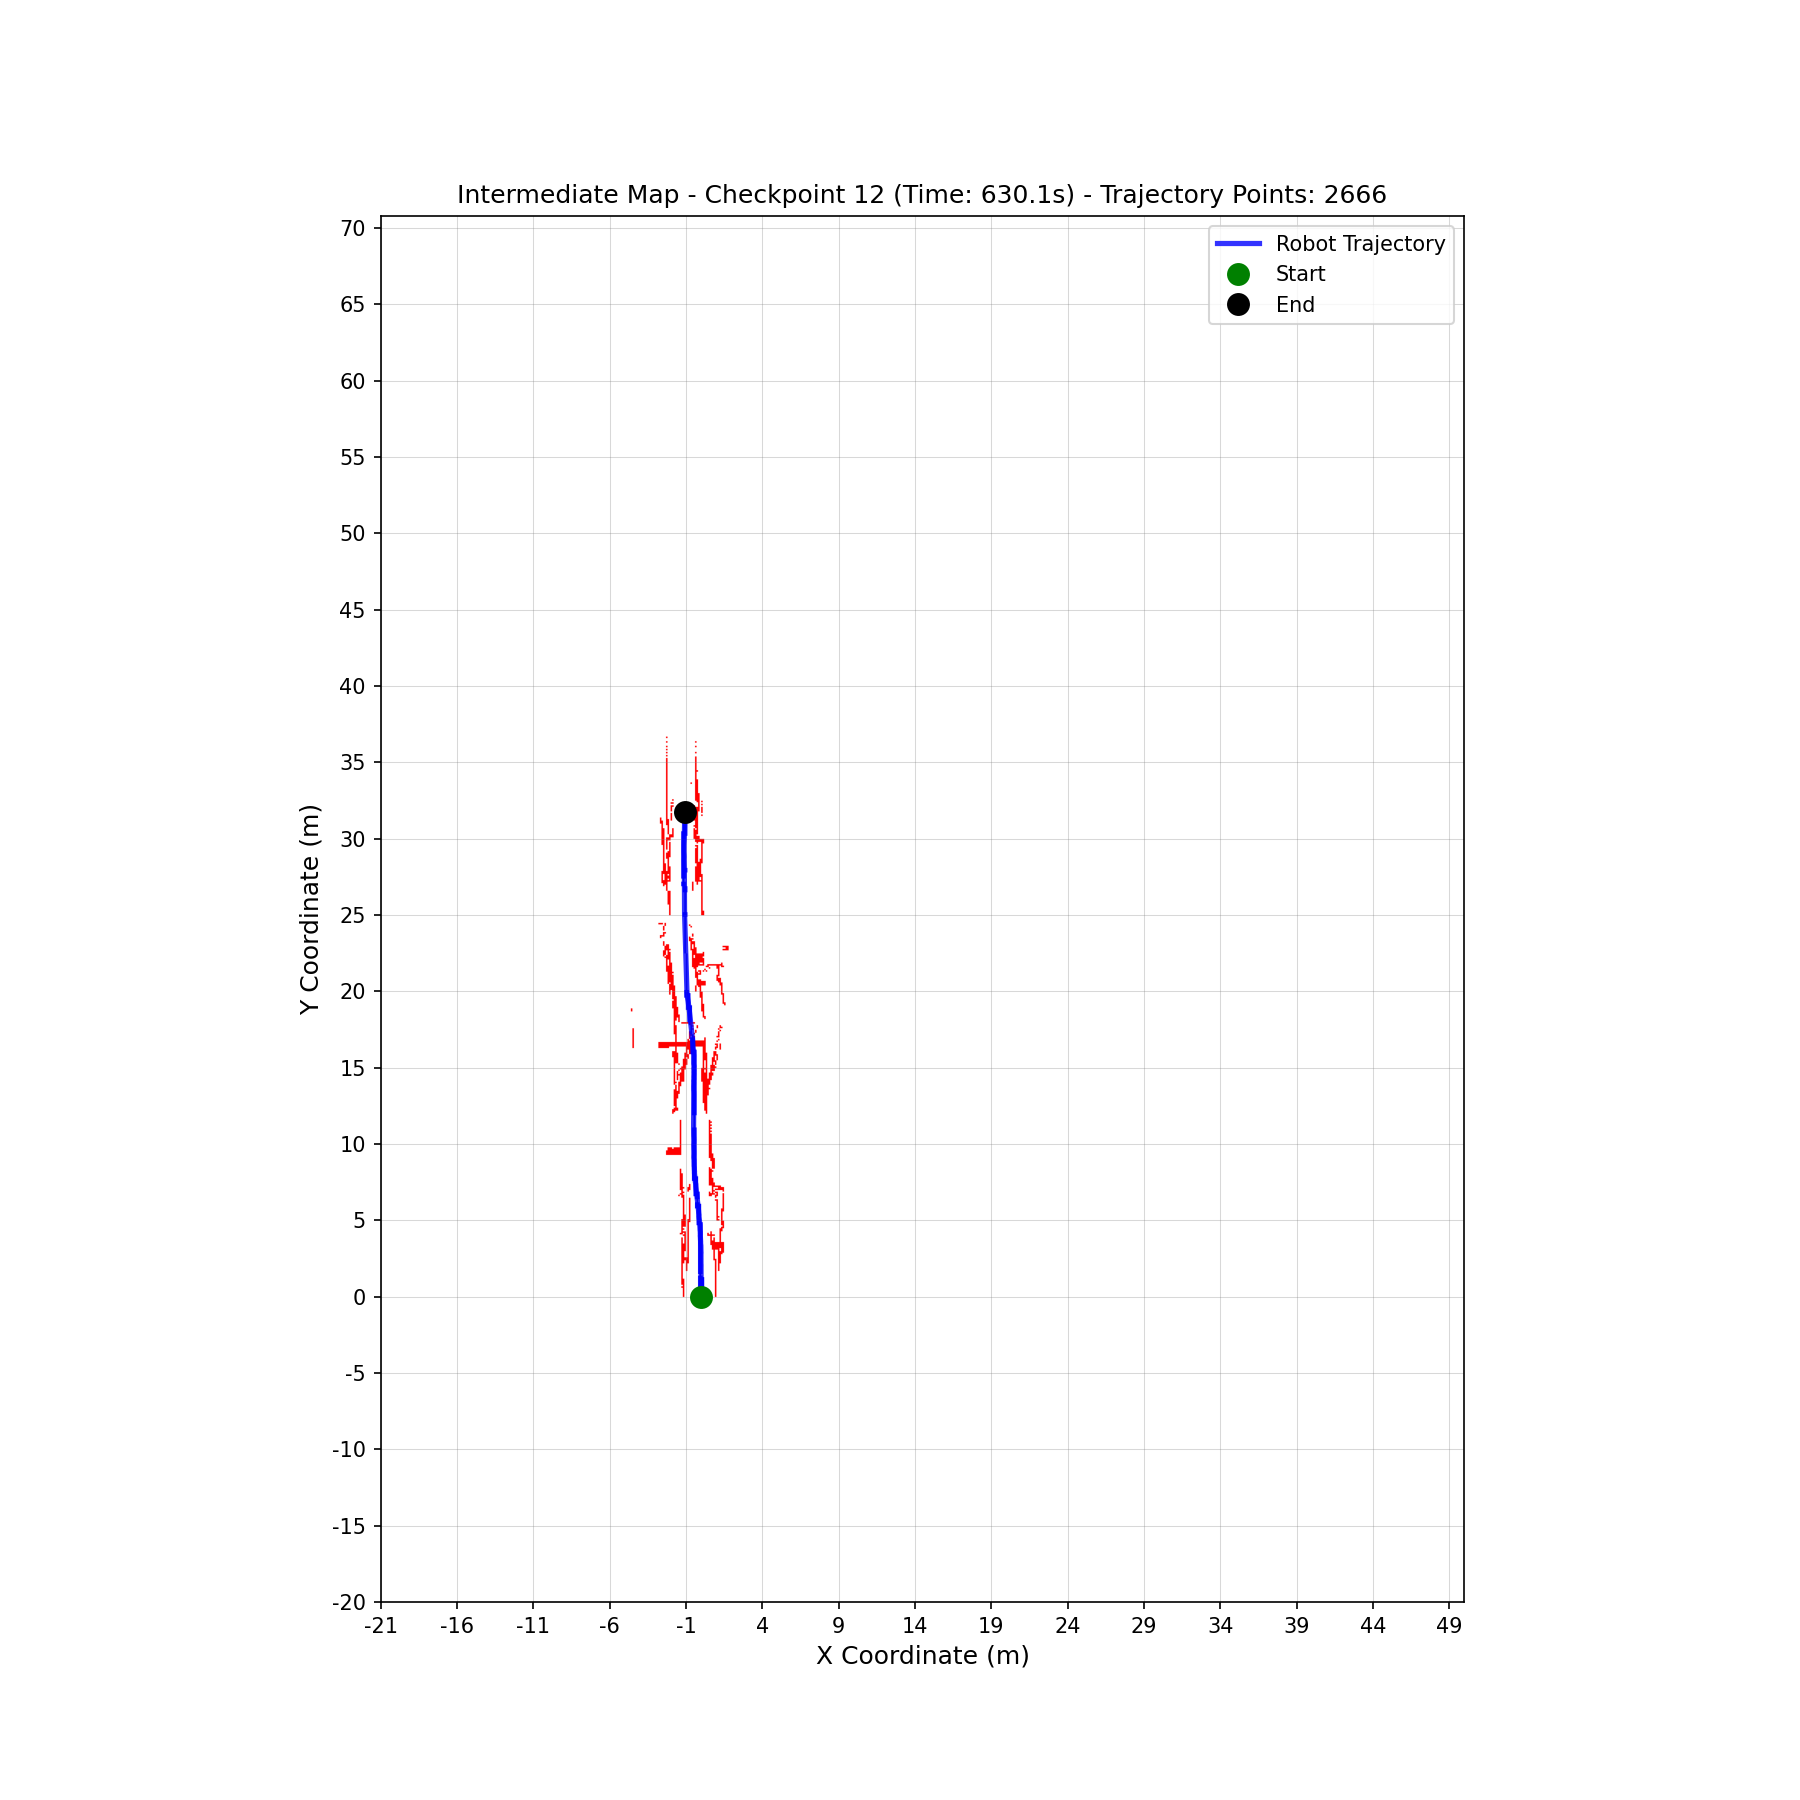 Intermediate Map - Checkpoint 12 (Time: 630.1s) - Trajectory Points: 2666
Robot Trajectory
Start
End
70
65
60
55
50
45
40
35
30
25
20
15
10
5
0
-5
-10
-15
-20
Y Coordinate (m)
-21 -16 -11 -6 -1 4 9 14 19 24 29 34 39 44 49
X Coordinate (m)